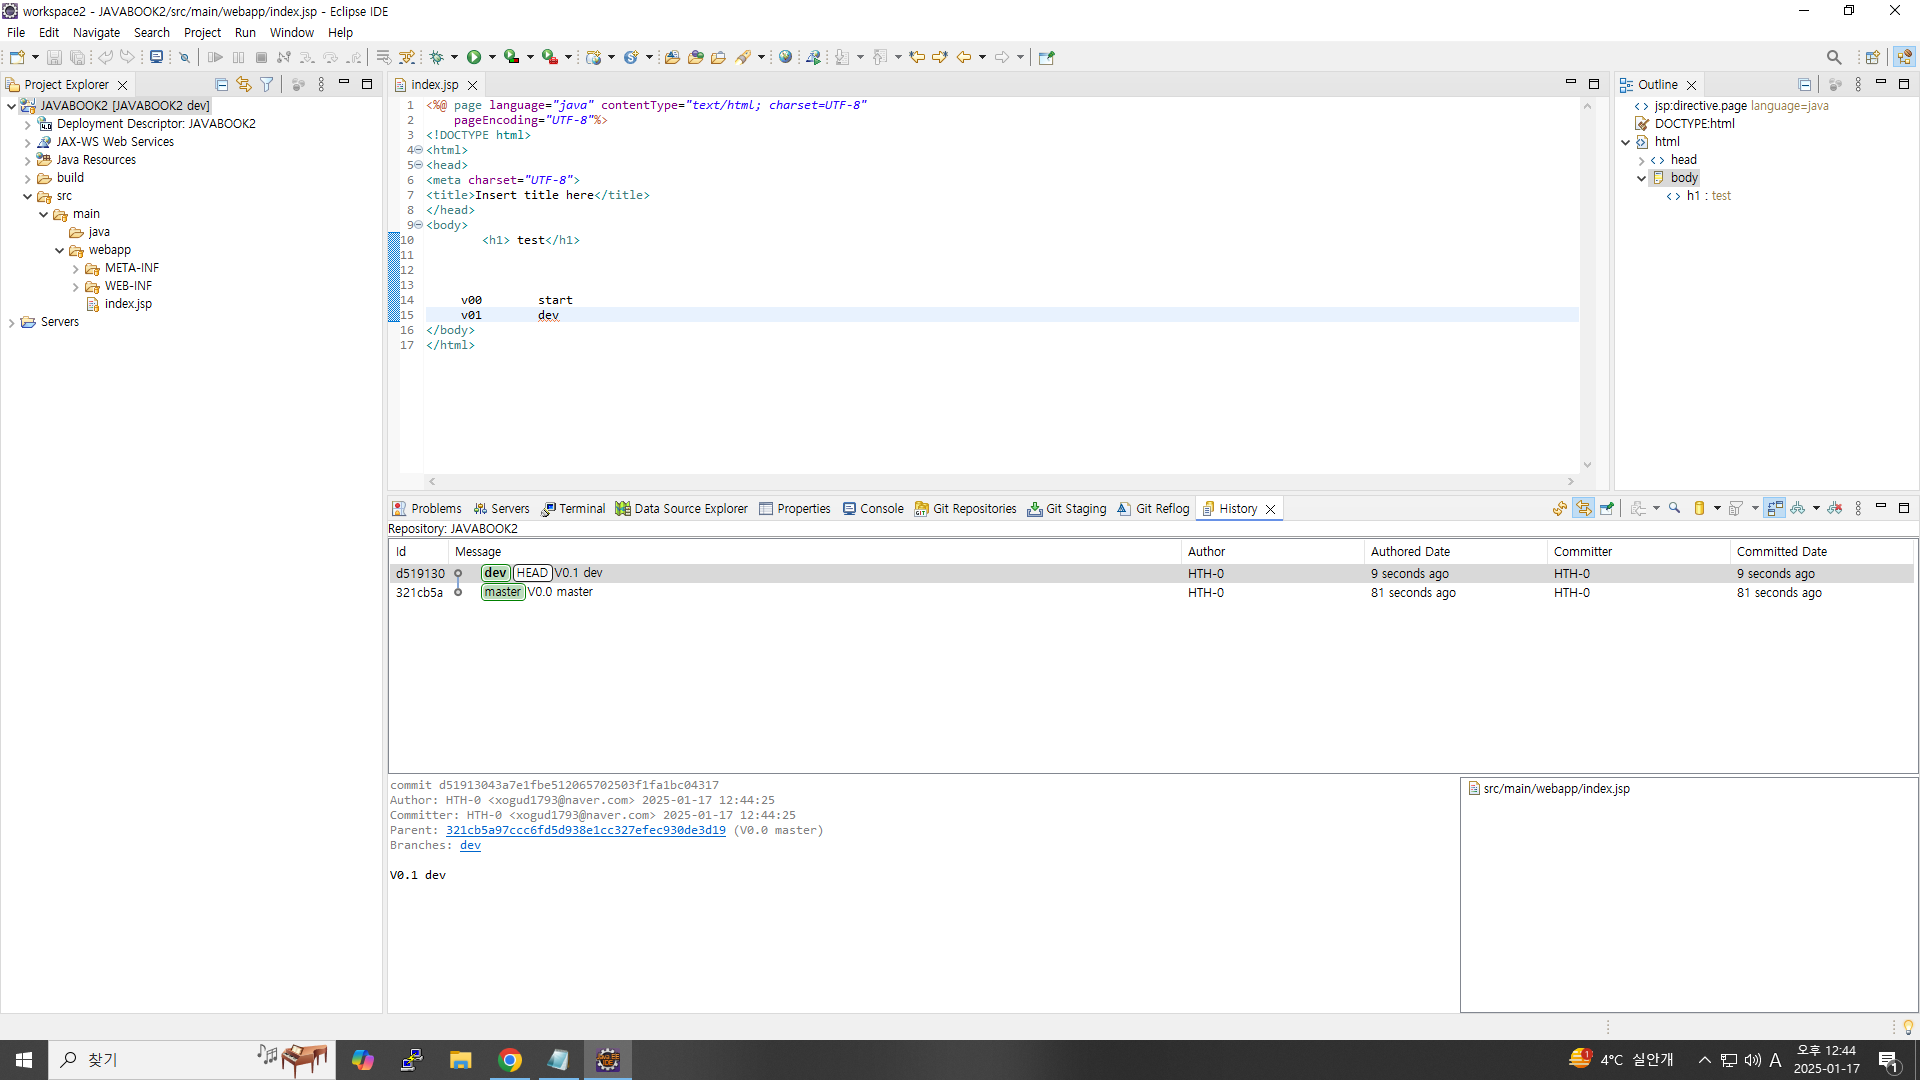 workspace2 - JAVABOOK2/src/main/webapp/index.jsp - Eclipse IDE
File Edit Navigate Search Project Run Window Help
Project Explorer
JAVABOOK2 [JAVABOOK2 dev]
Deployment Descriptor: JAVABOOK2
JAX-WS Web Services
Java Resources
build
src
main
java
webapp
META-INF
WEB-INF
index.jsp
Servers
index.jsp
1 <%@ page language="java" contentType="text/html; charset=UTF-8"
2 pageEncoding="UTF-8"%>
3 <!DOCTYPE html>
4 <html>
5 <head>
6 <meta charset="UTF-8">
7 <title>Insert title here</title>
8 </head>
9 <body>
10 <h1> test</h1>
11
12
13
14 v00 start
15 v01 dev
16 </body>
17 </html>
Outline
jsp:directive.page language=java
DOCTYPE:html
html
head
body
h1 : test
Problems Servers Terminal Data Source Explorer Properties Console Git Repositories Git Staging Git Reflog History
Repository: JAVABOOK2
Id Message Author Authored Date Committer Committed Date
d519130 dev HEAD V0.1 dev HTH-0 9 seconds ago HTH-0 9 seconds ago
321cb5a master V0.0 master HTH-0 81 seconds ago HTH-0 81 seconds ago
commit d51913043a7e1fbe512065702503f1fa1bc04317
Author: HTH-0 <xogud1793@naver.com> 2025-01-17 12:44:25
Committer: HTH-0 <xogud1793@naver.com> 2025-01-17 12:44:25
Parent: 321cb5a97ccc6fd5d938e1cc327efec930de3d19 (V0.0 master)
Branches: dev
V0.1 dev
src/main/webapp/index.jsp
찾기
1
4°C 실안개
A
오후 12:44
2025-01-17
1